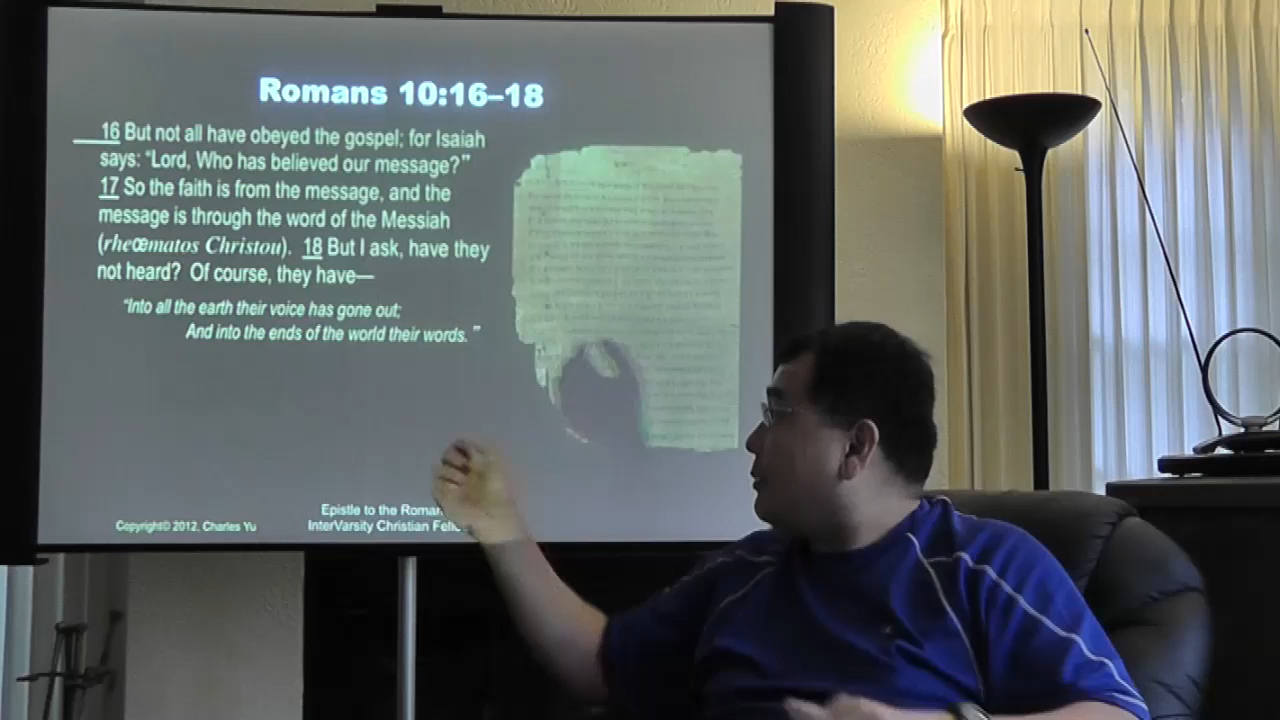 Romans 10:16–18
16 But not all have obeyed the gospel; for Isaiah
says: “Lord, Who has believed our message?”
17 So the faith is from the message, and the
message is through the word of the Messiah
(rheœmatos Christou). 18 But I ask, have they
not heard? Of course, they have—
“Into all the earth their voice has gone out;
And into the ends of the world their words.”
Epistle to the
Copyright© 2012, Charles Yu
InterVarsity Christian